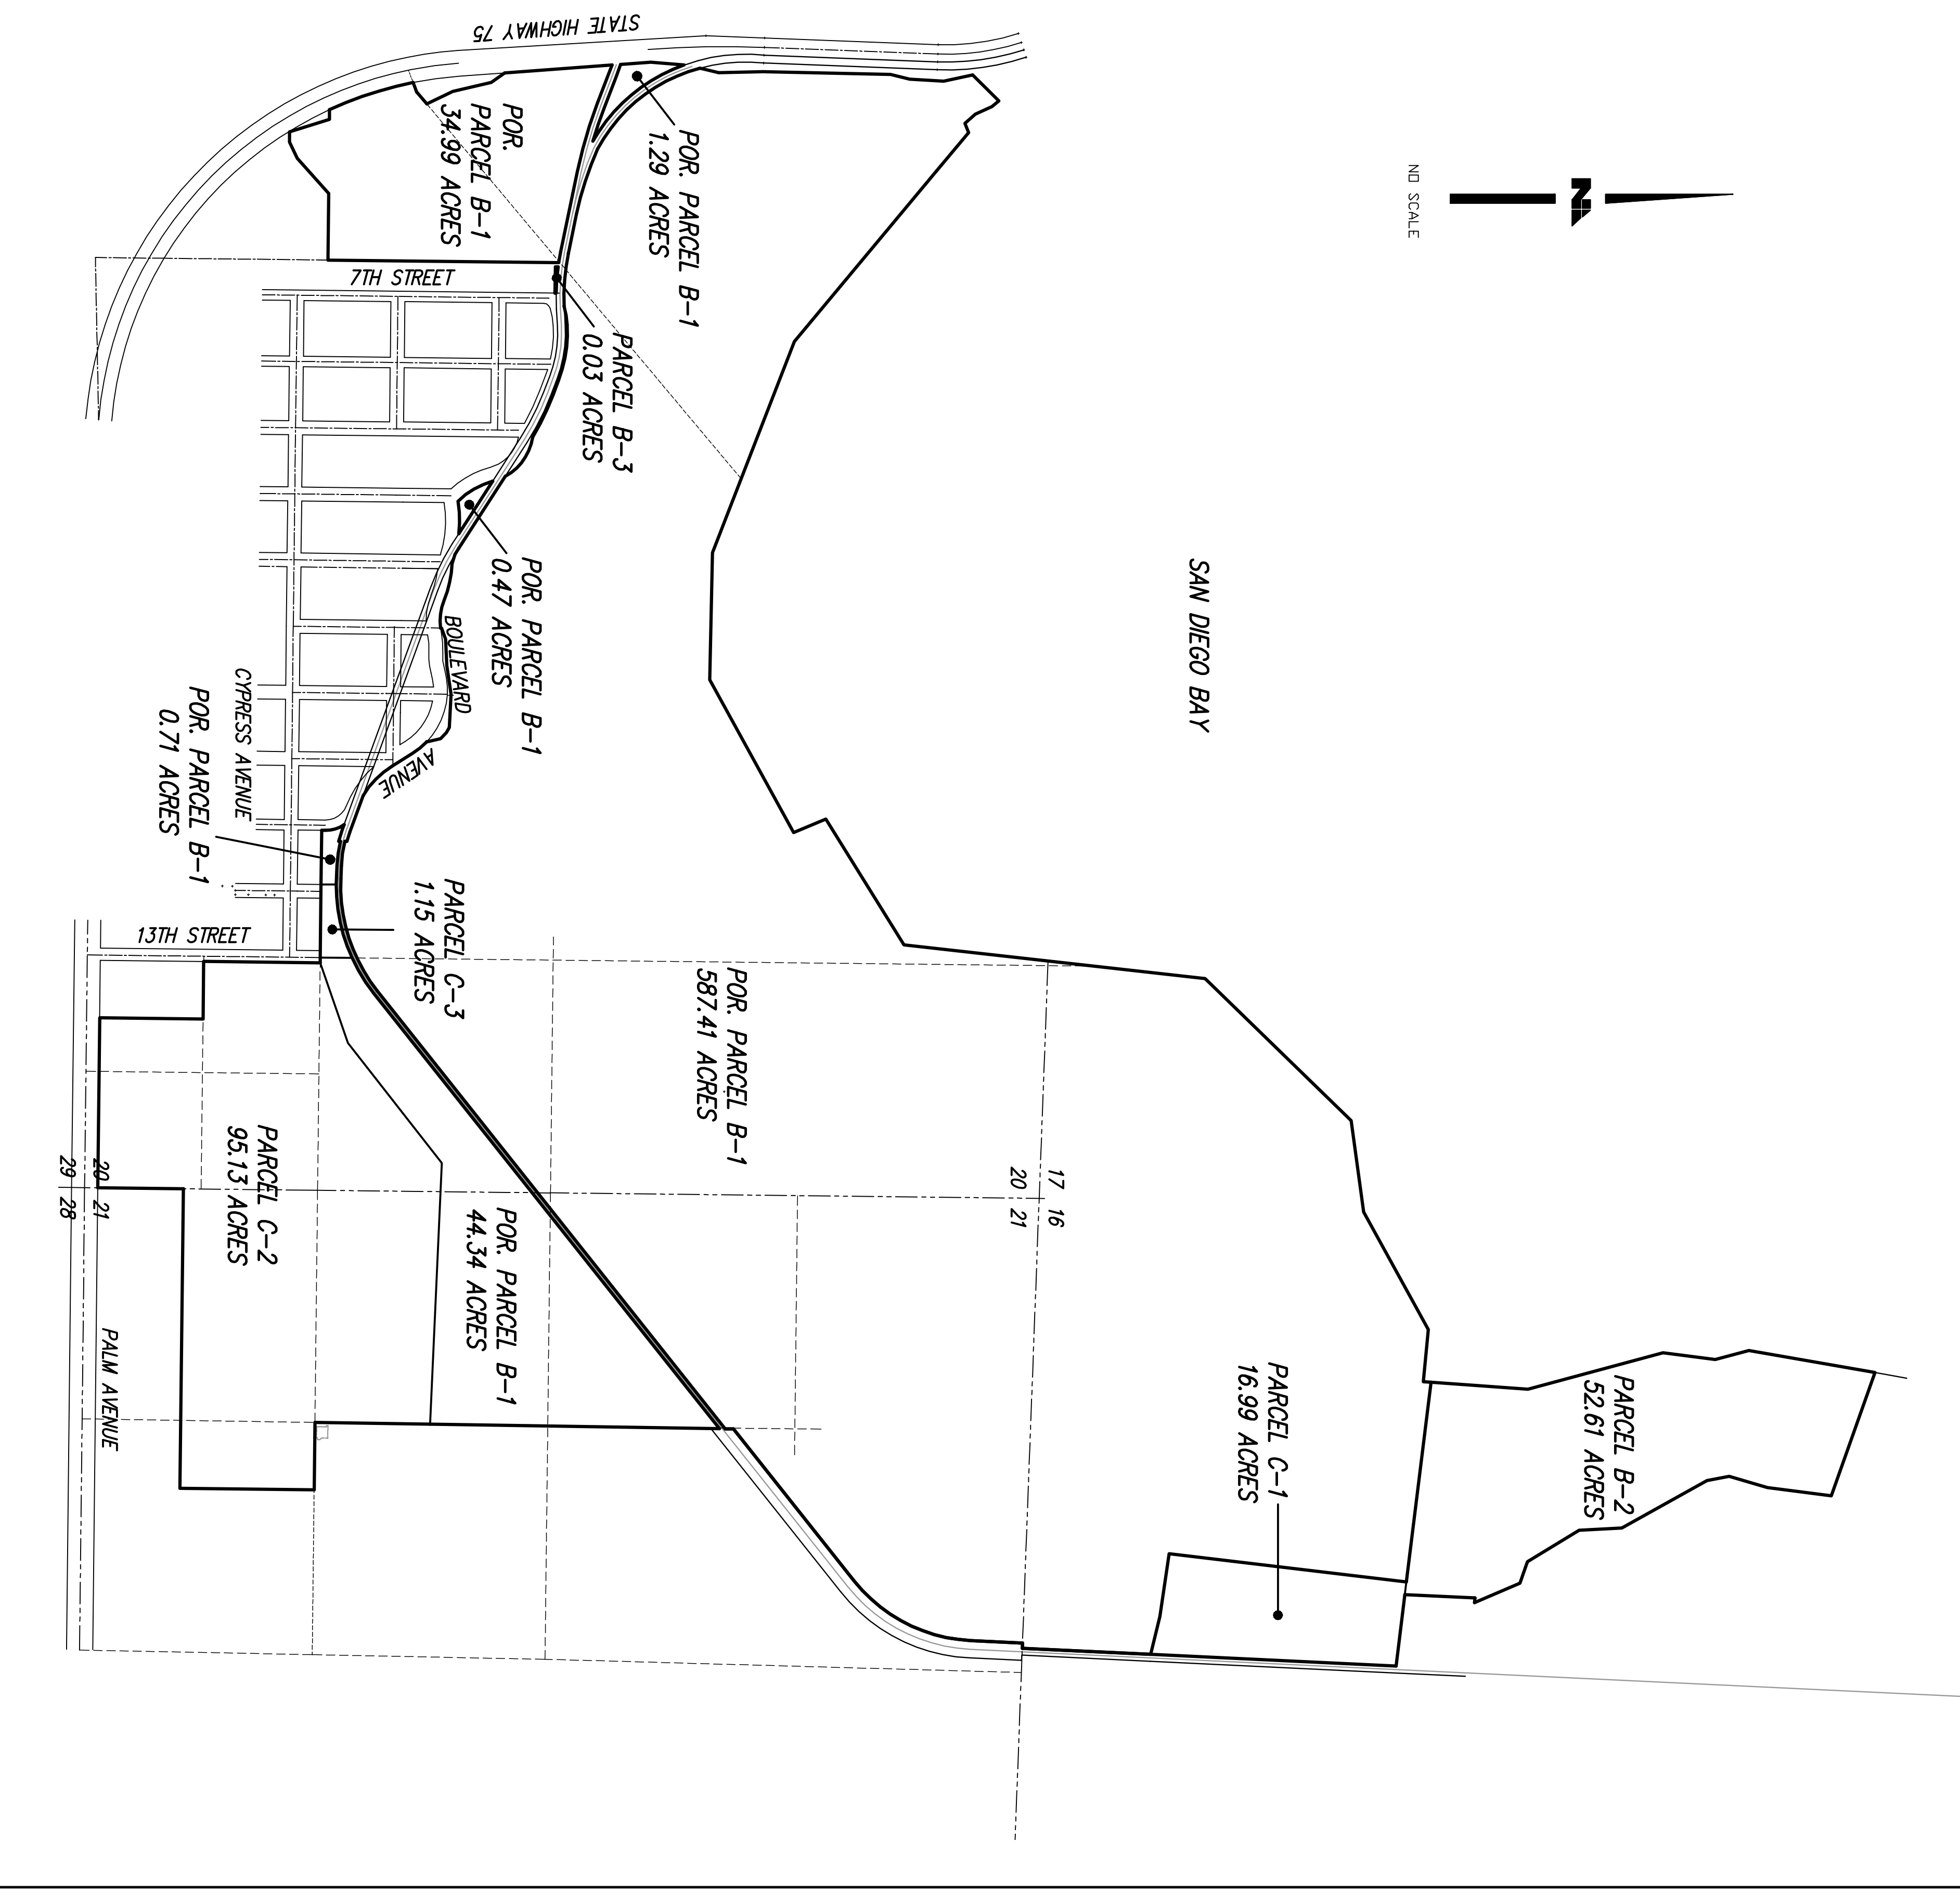 STATE HIGHWAY 75
POR.
PARCEL B-1
34.99 ACRES
POR. PARCEL B-1
1.29 ACRES
NO SCALE
N
7TH STREET
PARCEL B-3
0.03 ACRES
POR. PARCEL B-1
0.47 ACRES
SAN DIEGO BAY
BOULEVARD
AVENUE
CYPRESS AVENUE
POR. PARCEL B-1
0.71 ACRES
PARCEL C-3
1.15 ACRES
13TH STREET
POR. PARCEL B-1
587.41 ACRES
PARCEL C-2
95.13 ACRES
29 20
28 21
17
20
16
21
POR. PARCEL B-1
44.34 ACRES
PALM AVENUE
PARCEL C-1
16.99 ACRES
PARCEL B-2
52.61 ACRES